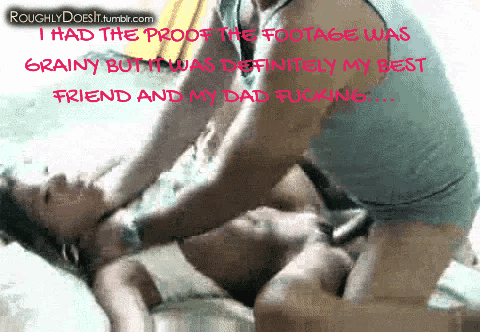 RoughlyDoesIt.tumblr.com
I HAD THE PROOF THE FOOTAGE WAS
GRAINY BUT IT WAS DEFINITELY MY BEST
FRIEND AND MY DAD FUCKING....